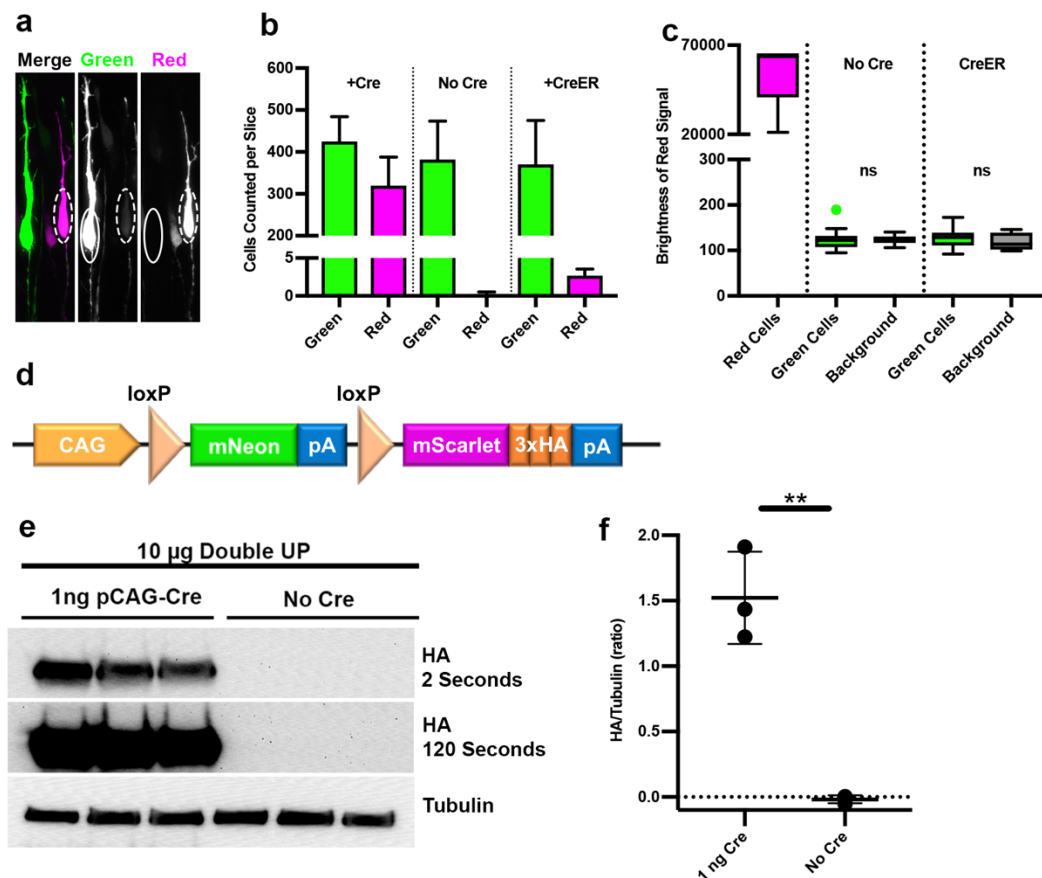 a
Merge Green Red
b
Cells Counted per Slice
600
500
400
300
200
5
0
+Cre
No Cre
+CreER
Green
Red
Green
Red
Green
Red
c
Brightness of Red Signal
70000
20000
300
200
100
0
No Cre
CreER
ns
ns
Red Cells
Green Cells
Background
Green Cells
Background
d
loxP
loxP
CAG
mNeon
pA
mScarlet
3xHA
pA
e
10 µg Double UP
1ng pCAG-Cre
No Cre
HA
2 Seconds
HA
120 Seconds
Tubulin
f
**
HA/Tubulin (ratio)
2.0
1.5
1.0
0.5
0.0
1 ng Cre
No Cre